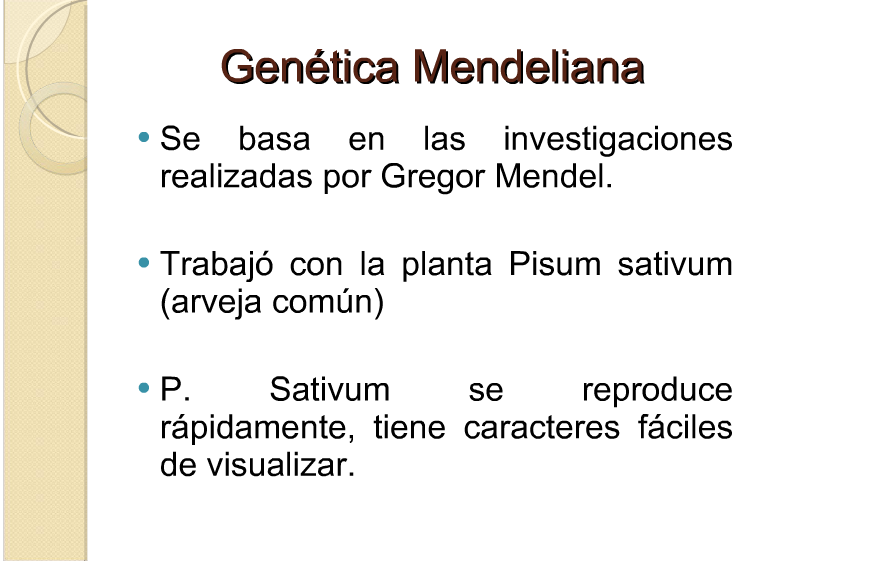 Genética Mendeliana
• Se basa en las investigaciones
realizadas por Gregor Mendel.
• Trabajó con la planta Pisum sativum
(arveja común)
• P. Sativum se reproduce
rápidamente, tiene caracteres fáciles
de visualizar.